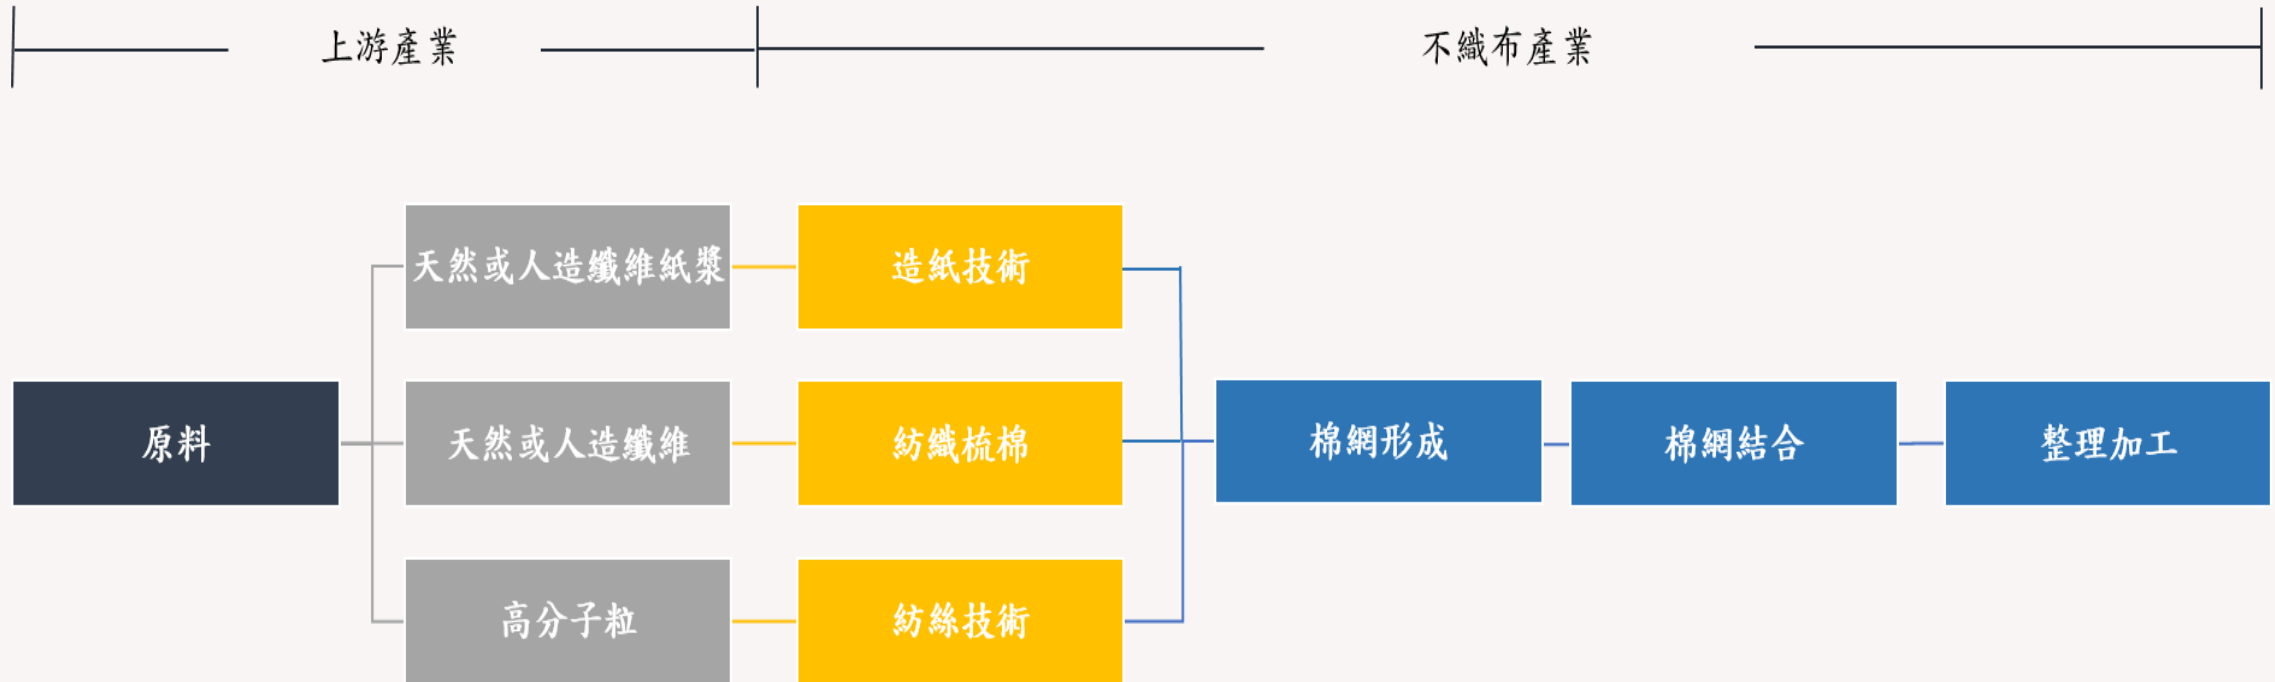 上游產業
不織布產業
天然或人造纖維紙漿
造紙技術
原料
天然或人造纖維
紡織梳棉
棉網形成
棉網結合
整理加工
高分子粒
紡絲技術